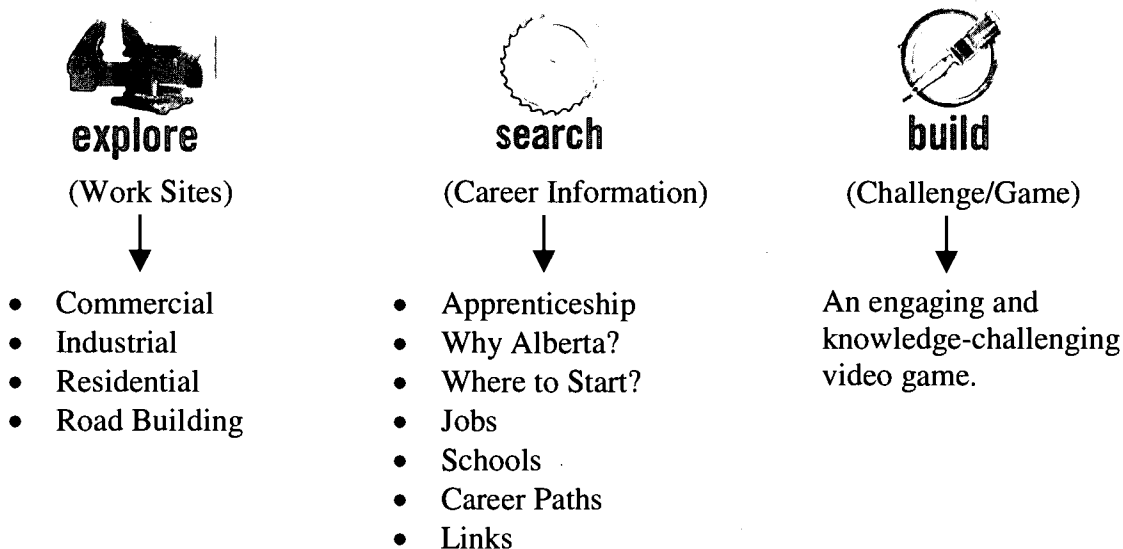 explore
(Work Sites)
• Commercial
• Industrial
• Residential
• Road Building
search
(Career Information)
• Apprenticeship
• Why Alberta?
• Where to Start?
• Jobs
• Schools
• Career Paths
• Links
build
(Challenge/Game)
An engaging and
knowledge-challenging
video game.